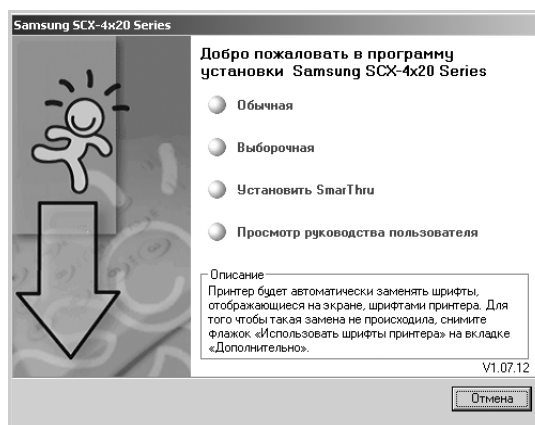 Samsung SCX-4x20 Series
Добро пожаловать в программу
установки Samsung SCX-4x20 Series
Обычная
Выборочная
Установить SmarThru
Просмотр руководства пользователя
Описание
Принтер будет автоматически заменять шрифты,
отображающиеся на экране, шрифтами принтера. Для
того чтобы такая замена не происходила, снимите
флажок «Использовать шрифты принтера» на вкладке
«Дополнительно».
V1.07.12
Отмена